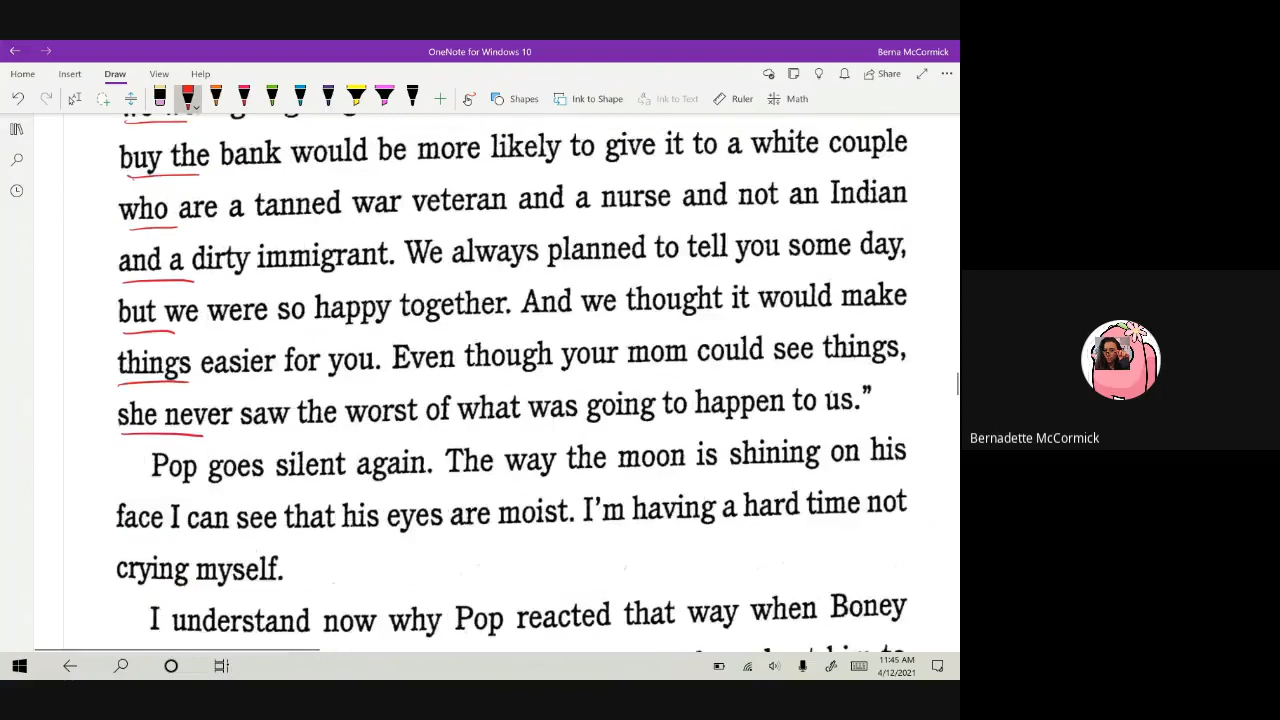 OneNote for Windows 10
Berna McCormick
Home Insert Draw View Help
Share
Shapes Ink to Shape Ink to Text Ruler Math
buy the bank would be more likely to give it to a white couple
who are a tanned war veteran and a nurse and not an Indian
and a dirty immigrant. We always planned to tell you some day,
but we were so happy together. And we thought it would make
things easier for you. Even though your mom could see things,
she never saw the worst of what was going to happen to us.”
Pop goes silent again. The way the moon is shining on his
face I can see that his eyes are moist. I’m having a hard time not
crying myself.
I understand now why Pop reacted that way when Boney
Bernadette McCormick
11:45 AM
4/12/2021